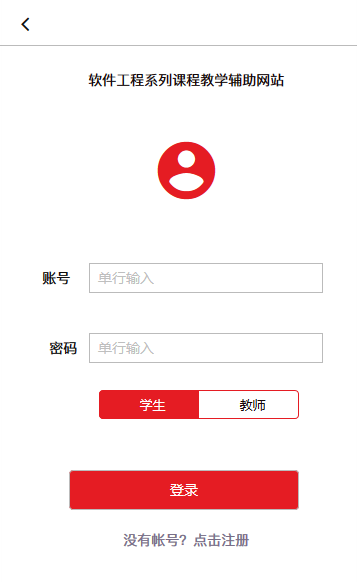 软件工程系列课程教学辅助网站
账号 单行输入
密码 单行输入
学生 教师
登录
没有帐号？点击注册